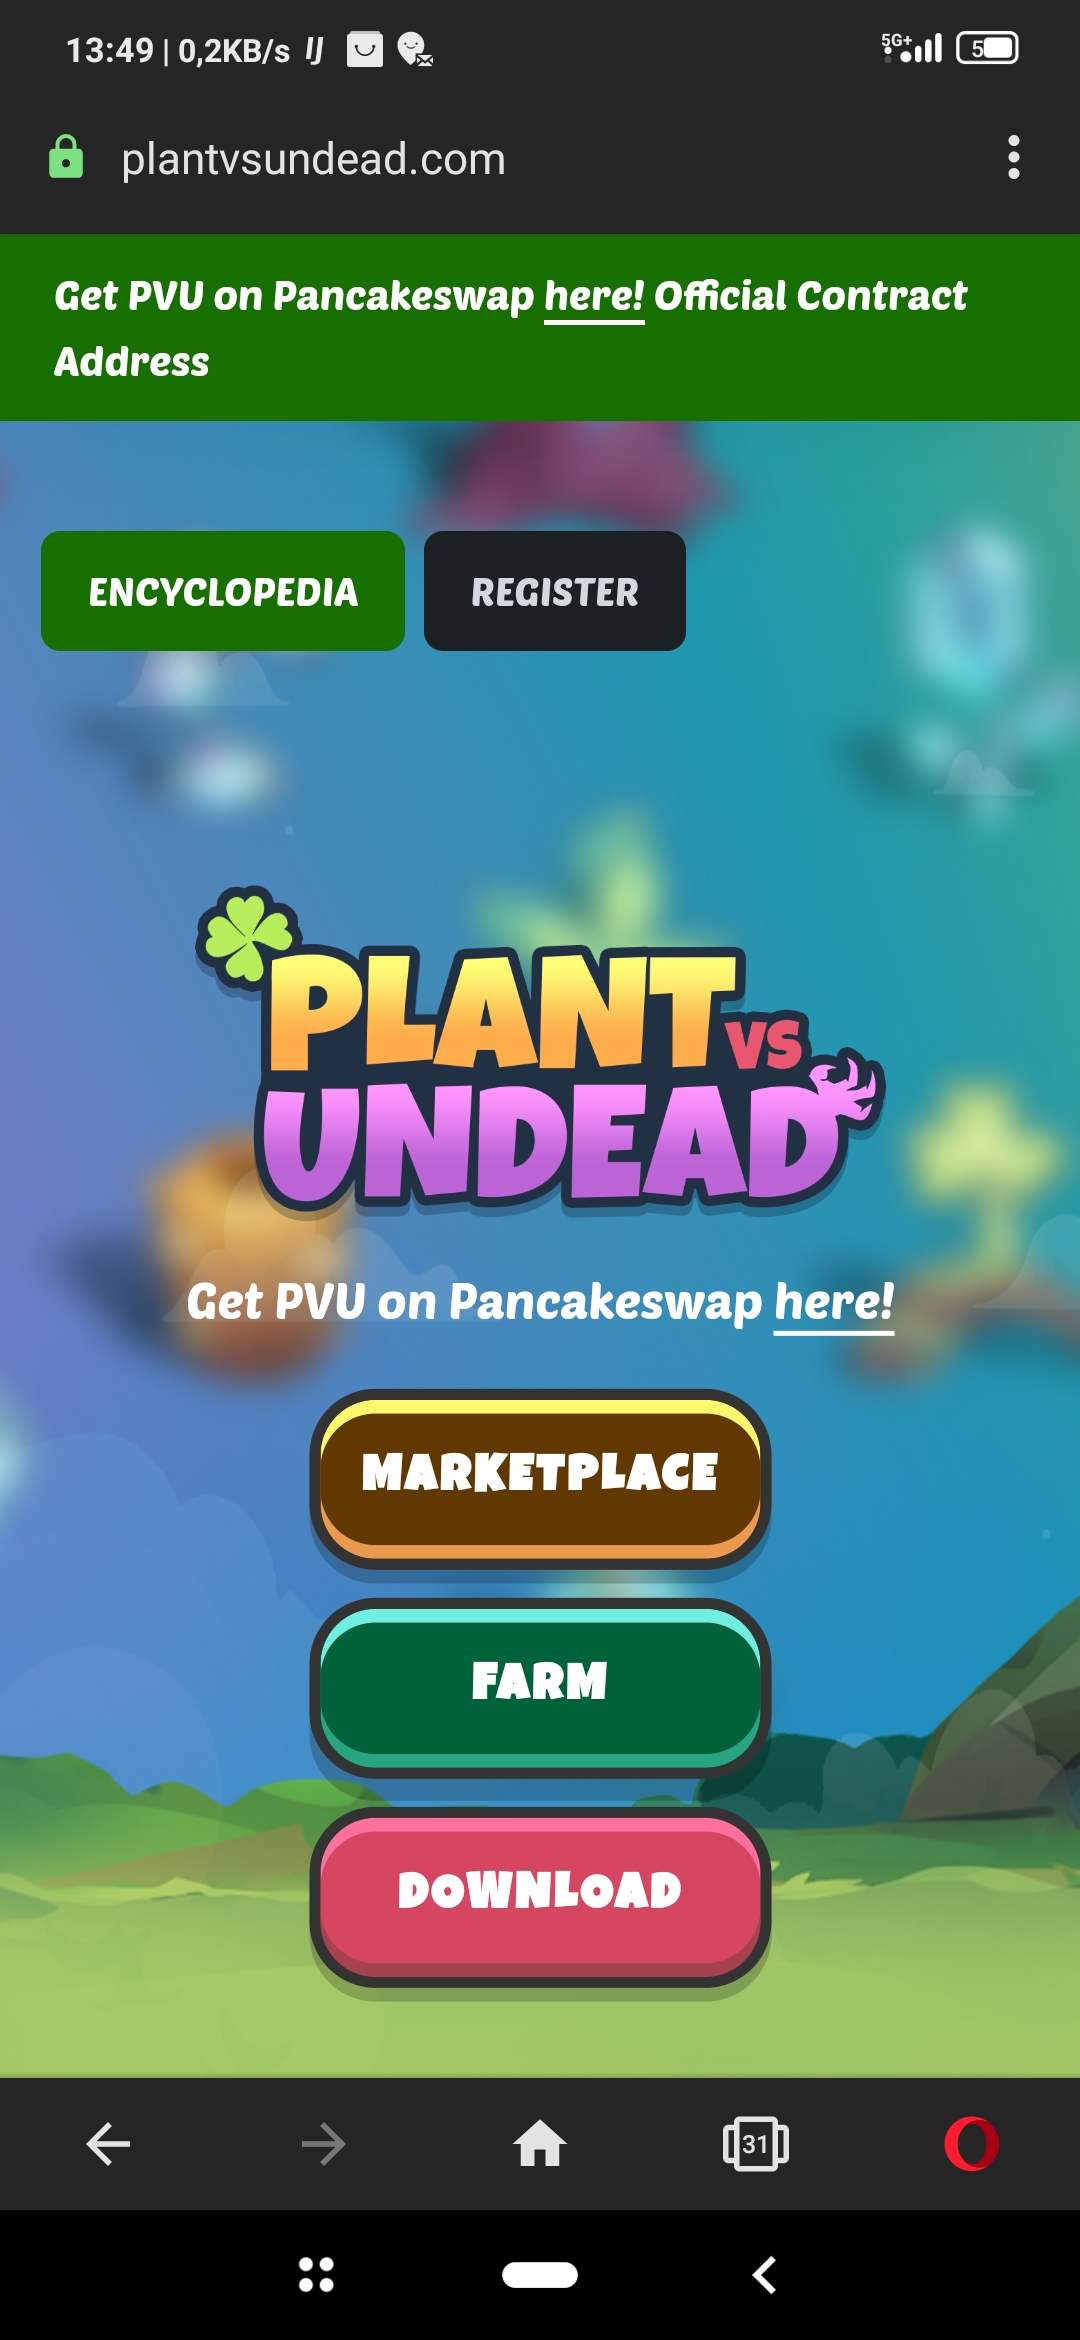 13:49 | 0,2KB/s
5G+
5
plantvsundead.com
Get PVU on Pancakeswap here! Official Contract
Address
ENCYCLOPEDIA
REGISTER
PLANT VS
UNDEAD
Get PVU on Pancakeswap here!
MARKETPLACE
FARM
DOWNLOAD
31